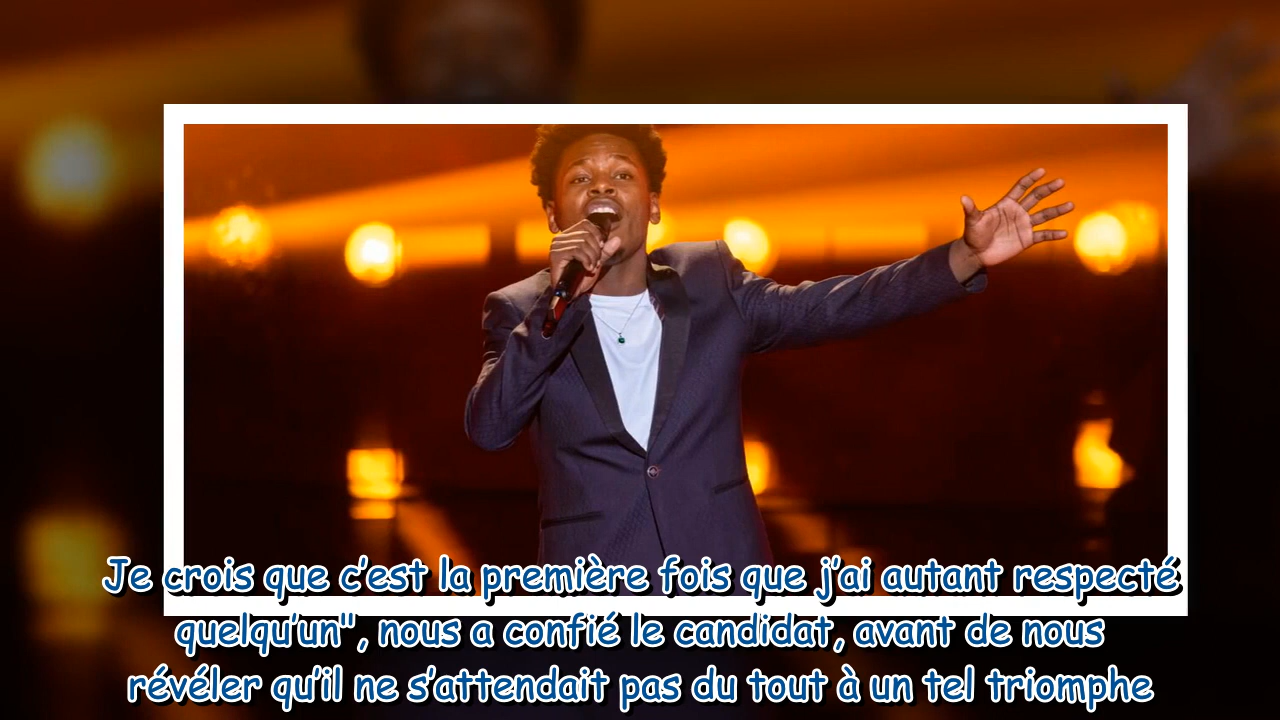 Je crois que c’est la première fois que j’ai autant respecté
quelqu’un", nous a confié le candidat, avant de nous
révéler qu’il ne s’attendait pas du tout à un tel triomphe